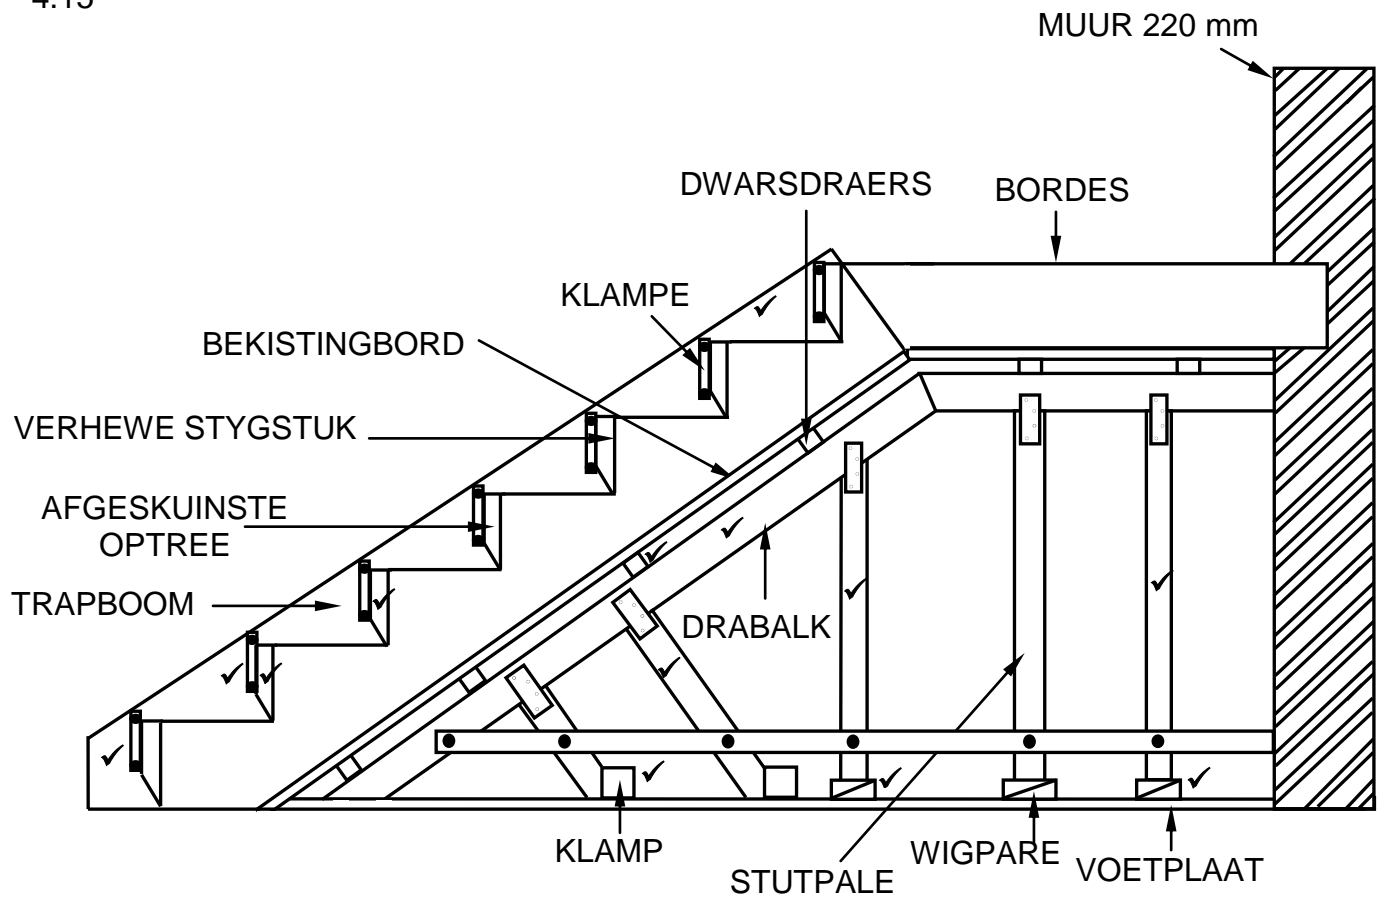 4.15
MUUR 220 mm
DWARSDRAERS
BORDES
KLAMPE
BEKISTINGBORD
VERHEWE STYGSTUK
AFGESKUINSTE
OPTREE
TRAPBOOM
DRABALK
KLAMP
STUTPALE
WIGPARE
VOETPLAAT